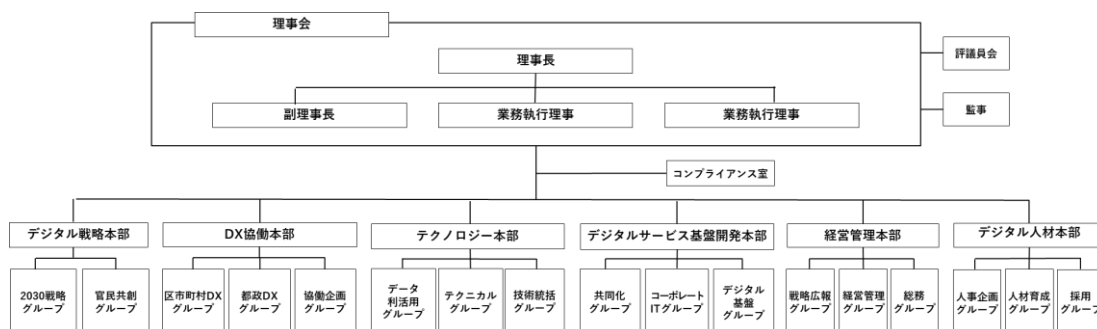 理事会
理事長
評議員会
副理事長
業務執行理事
業務執行理事
監事
コンプライアンス室
デジタル戦略本部
DX協働本部
テクノロジー本部
デジタルサービス基盤開発本部
経営管理本部
デジタル人材本部
2030戦略
グループ
官民共創
グループ
区市町村DX
グループ
都政DX
グループ
協働企画
グループ
データ
利活用
グループ
テクニカル
グループ
技術統括
グループ
共同化
グループ
コーポレート
ITグループ
デジタル
基盤
グループ
戦略広報
グループ
経営管理
グループ
総務
グループ
人事企画
グループ
人材育成
グループ
採用
グループ